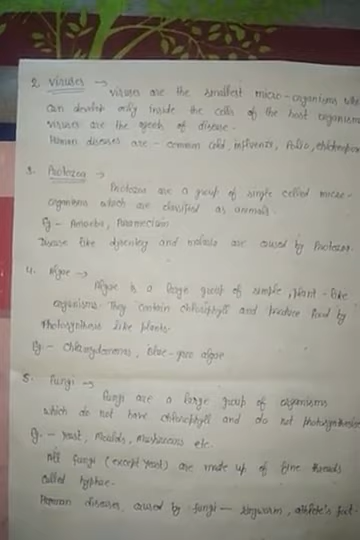 2. Viruses →
Viruses are the smallest micro-organisms
can develop only inside the cells of the host organisms
viruses are the agents of disease.
Human diseases are - common cold, influenza, Polio, chickenpox
3. Protozoa →
Protozoa are a group of single celled micro-
organisms which are classified as animals.
Eg - Amoeba, Paramecium
Disease like dysentery and malaria are caused by Protozoa.
4. Algae →
Algae is a large group of simple, plant-like
organisms. They contain chlorophyll and produce food by
Photosynthesis like plants.
Eg:- Chlamydomonas, blue-green algae
5. Fungi →
Fungi are a large group of organisms
which do not have chlorophyll and do not photosynthesise
Eg. - yeast, Moulds, Mushrooms etc.
All fungi (except yeast) are made up of fine threads
called hyphae.
Human diseases caused by fungi — ringworm, athlete's foot.